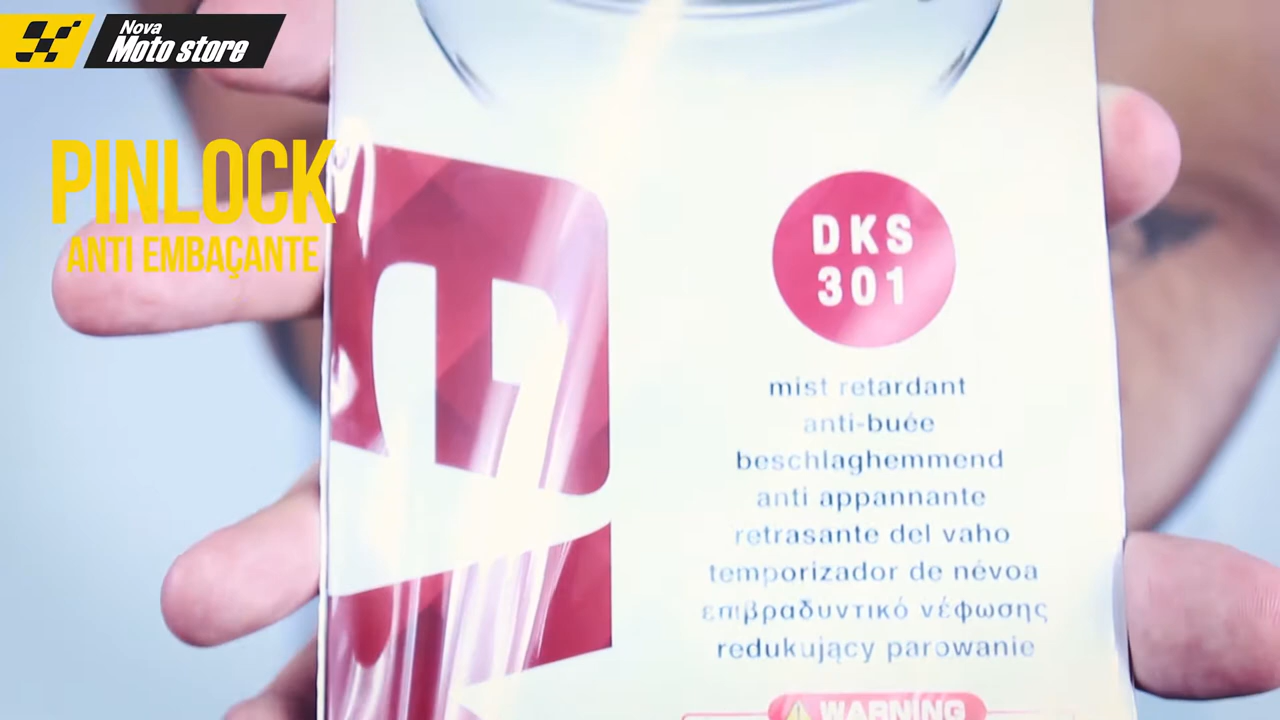 Nova
Moto store
PINLOCK
ANTI EMBAÇANTE
DKS
301
mist retardant
anti-buée
beschlaghemmend
anti appannante
retrasante del vaho
temporizador de névoa
επιβραδυντικό νέφωσης
redukujący parowanie
WARNING